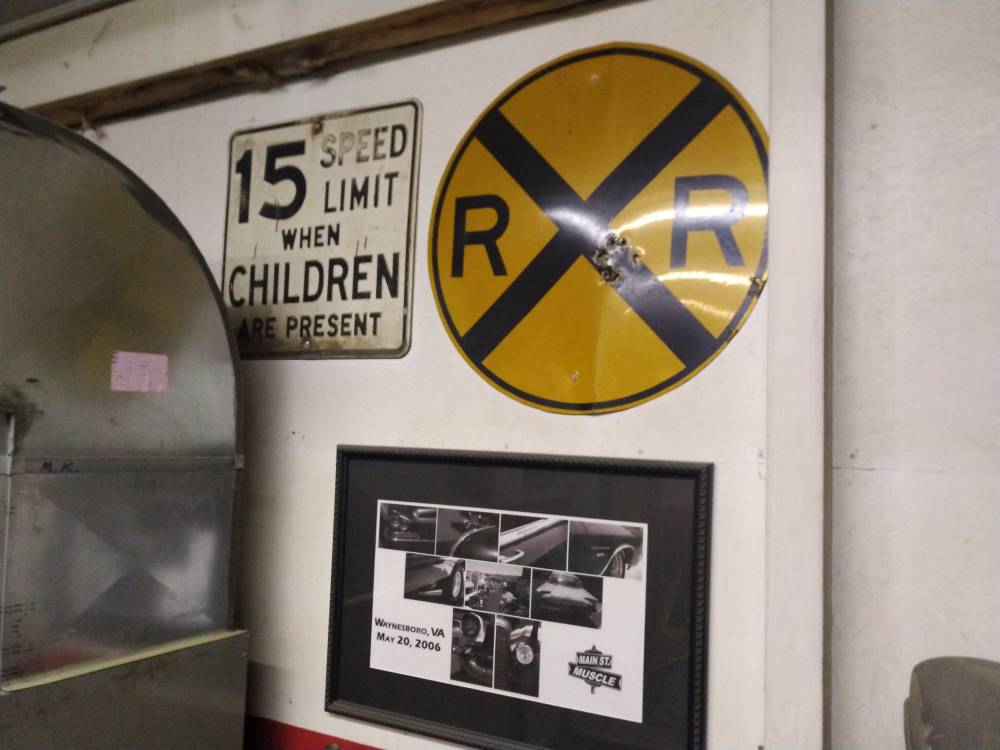 15 SPEED
LIMIT
WHEN
CHILDREN
ARE PRESENT
R R
M.K.
WAYNESBORO, VA
MAY 20, 2006
MAIN ST.
MUSCLE